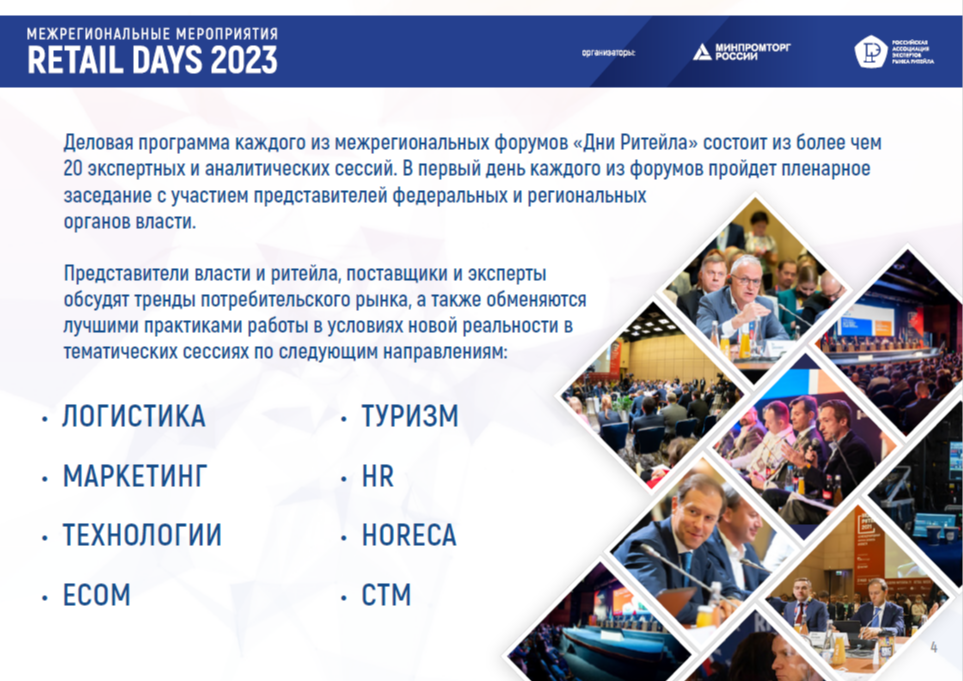 МЕЖРЕГИОНАЛЬНЫЕ МЕРОПРИЯТИЯ
RETAIL DAYS 2023
организаторы:
МИНПРОМТОРГ
РОССИИ
РОССИЙСКАЯ
АССОЦИАЦИЯ
ЭКСПЕРТОВ
РЫНКА РИТЕЙЛА
Деловая программа каждого из межрегиональных форумов «Дни Ритейла» состоит из более чем
20 экспертных и аналитических сессий. В первый день каждого из форумов пройдет пленарное
заседание с участием представителей федеральных и региональных
органов власти.
Представители власти и ритейла, поставщики и эксперты
обсудят тренды потребительского рынка, а также обменяются
лучшими практиками работы в условиях новой реальности в
тематических сессиях по следующим направлениям:
• ЛОГИСТИКА
• МАРКЕТИНГ
• ТЕХНОЛОГИИ
• ECOM
• ТУРИЗМ
• HR
• HORECA
• СТМ
4